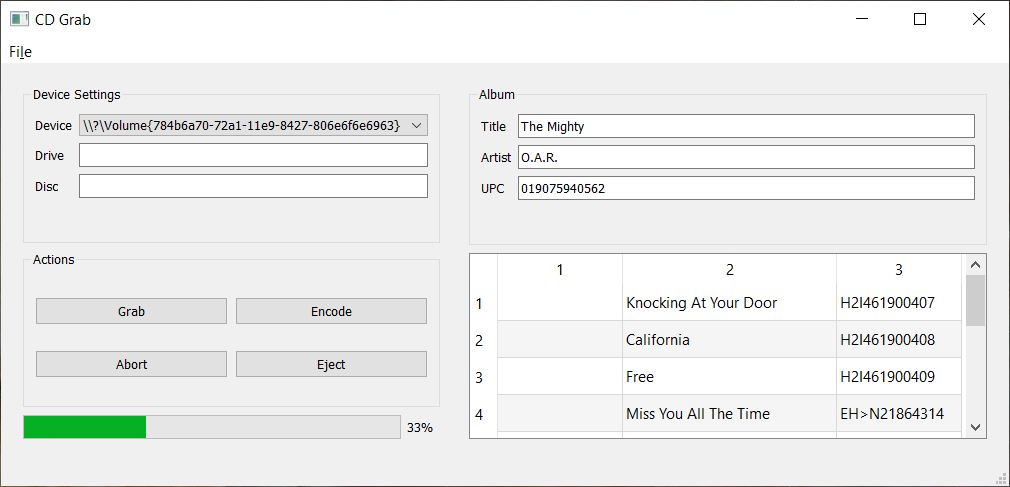 CD Grab
File
Device Settings
Device \\?\Volume{784b6a70-72a1-11e9-8427-806e6f6e6963}
Drive
Disc
Actions
Grab Encode
Abort Eject
33%
Album
Title The Mighty
Artist O.A.R.
UPC 019075940562
1 2 3
1 Knocking At Your Door H2I461900407
2 California H2I461900408
3 Free H2I461900409
4 Miss You All The Time EH>N21864314